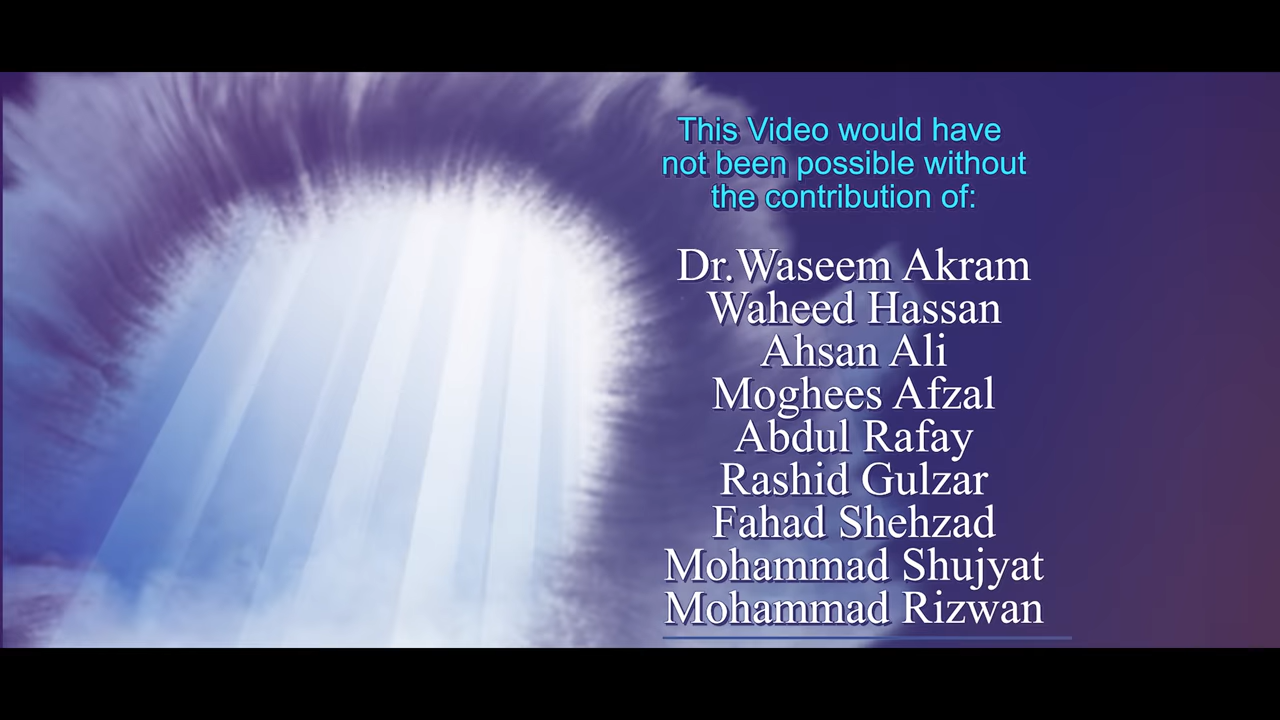 This Video would have
not been possible without
the contribution of:
Dr.Waseem Akram
Waheed Hassan
Ahsan Ali
Moghees Afzal
Abdul Rafay
Rashid Gulzar
Fahad Shehzad
Mohammad Shujyat
Mohammad Rizwan